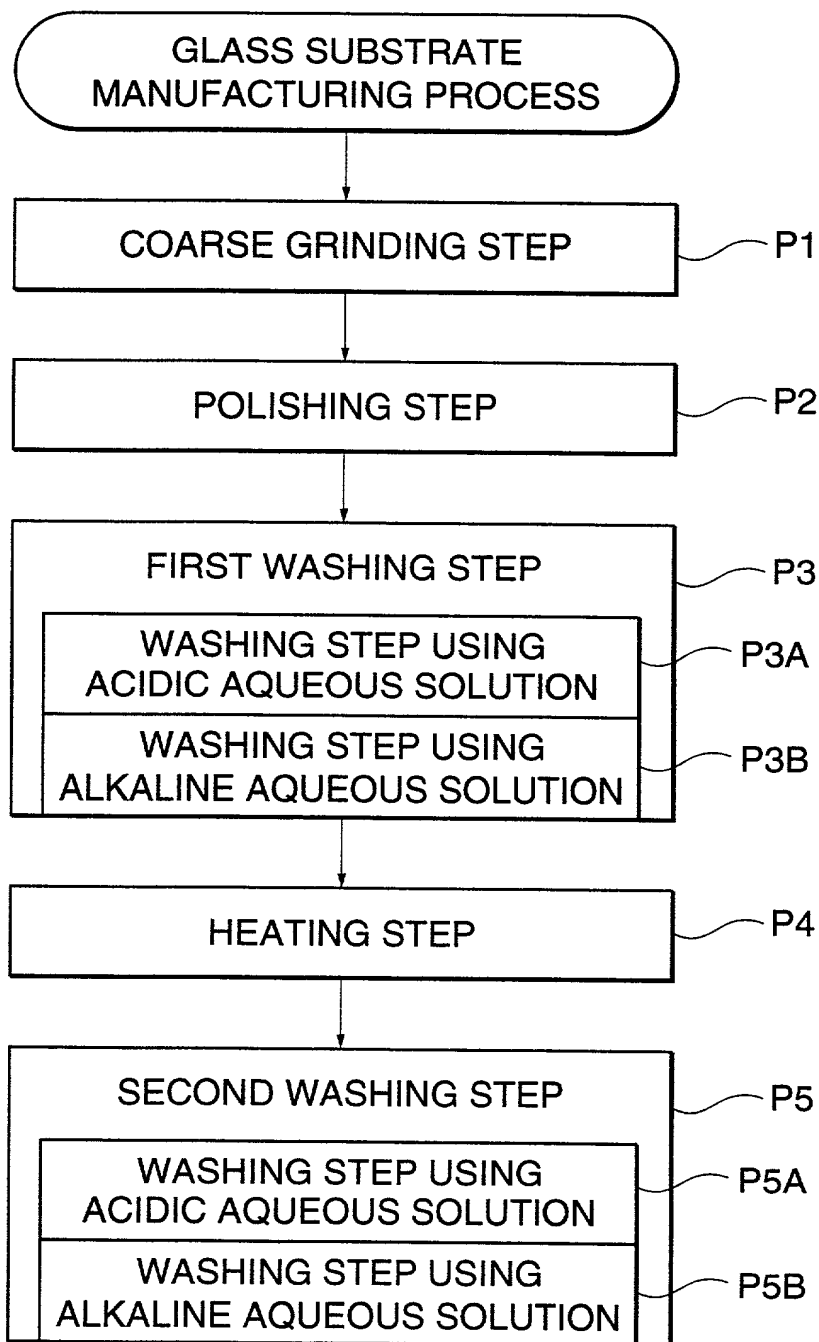 GLASS SUBSTRATE
MANUFACTURING PROCESS
COARSE GRINDING STEP
P1
POLISHING STEP
P2
FIRST WASHING STEP
P3
WASHING STEP USING
ACIDIC AQUEOUS SOLUTION
P3A
WASHING STEP USING
ALKALINE AQUEOUS SOLUTION
P3B
HEATING STEP
P4
SECOND WASHING STEP
P5
WASHING STEP USING
ACIDIC AQUEOUS SOLUTION
P5A
WASHING STEP USING
ALKALINE AQUEOUS SOLUTION
P5B